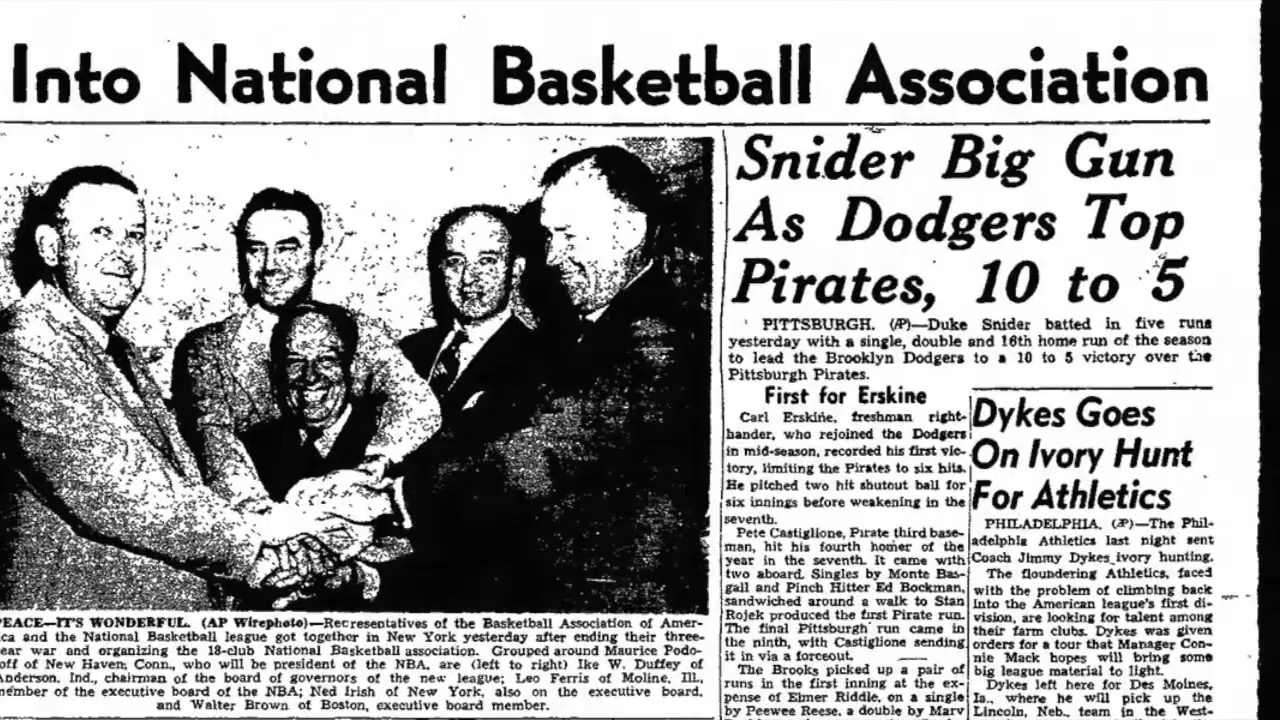 Into National Basketball Association
PEACE—IT'S WONDERFUL. (AP Wirephoto)—Representatives of the Basketball Association of Amer-
ica and the National Basketball league got together in New York yesterday after ending their three-
year war and organizing the 18-club National Basketball association. Grouped around Maurice Podo-
off of New Haven, Conn., who will be president of the NBA, are (left to right) Ike W. Duffey of
Anderson, Ind., chairman of the board of governors of the new league; Leo Ferris of Moline, Ill.,
member of the executive board of the NBA; Ned Irish of New York, also on the executive board,
and Walter Brown of Boston, executive board member.
Snider Big Gun
As Dodgers Top
Pirates, 10 to 5
PITTSBURGH. (AP)—Duke Snider batted in five runs
yesterday with a single, double and 16th home run of the season
to lead the Brooklyn Dodgers to a 10 to 5 victory over the
Pittsburgh Pirates.
First for Erskine
Carl Erskine, freshman right-
hander, who rejoined the Dodgers
in mid-season, recorded his first vic-
tory, limiting the Pirates to six hits.
He pitched two hit shutout ball for
six innings before weakening in the
seventh.
Pete Castiglione, Pirate third base-
man, hit his fourth homer of the
year in the seventh. It came with
two aboard. Singles by Monte Bas-
gall and Pinch Hitter Ed Bockman,
sandwiched around a walk to Stan
Rojek produced the first Pirate run.
The final Pittsburgh run came in
the ninth, with Castiglione sending
it in via a forceout.
The Brooks picked up a pair of
runs in the first inning at the ex-
pense of Elmer Riddle, on a single
by Peewee Reese, a double by Marv
Dykes Goes
On Ivory Hunt
For Athletics
PHILADELPHIA. (AP)—The Phil-
adelphia Athletics last night sent
Coach Jimmy Dykes ivory hunting.
The floundering Athletics, faced
with the problem of climbing back
into the American league's first di-
vision, are looking for talent among
their farm clubs. Dykes was given
orders for a tour that Manager Con-
nie Mack hopes will bring some
big league material to light.
Dykes left here for Des Moines,
Ia., where he will pick up the
Lincoln, Neb., team in the West-